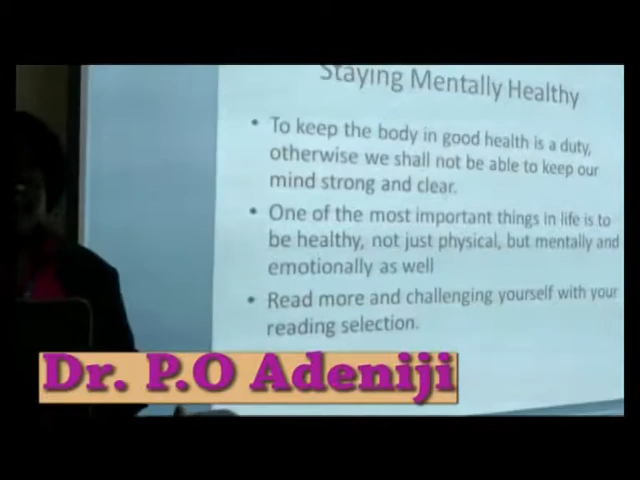 Staying Mentally Healthy
• To keep the body in good health is a duty,
otherwise we shall not be able to keep our
mind strong and clear.
• One of the most important things in life is to
be healthy, not just physical, but mentally and
emotionally as well
• Read more and challenging yourself with your
reading selection.
Dr. P.O Adeniji